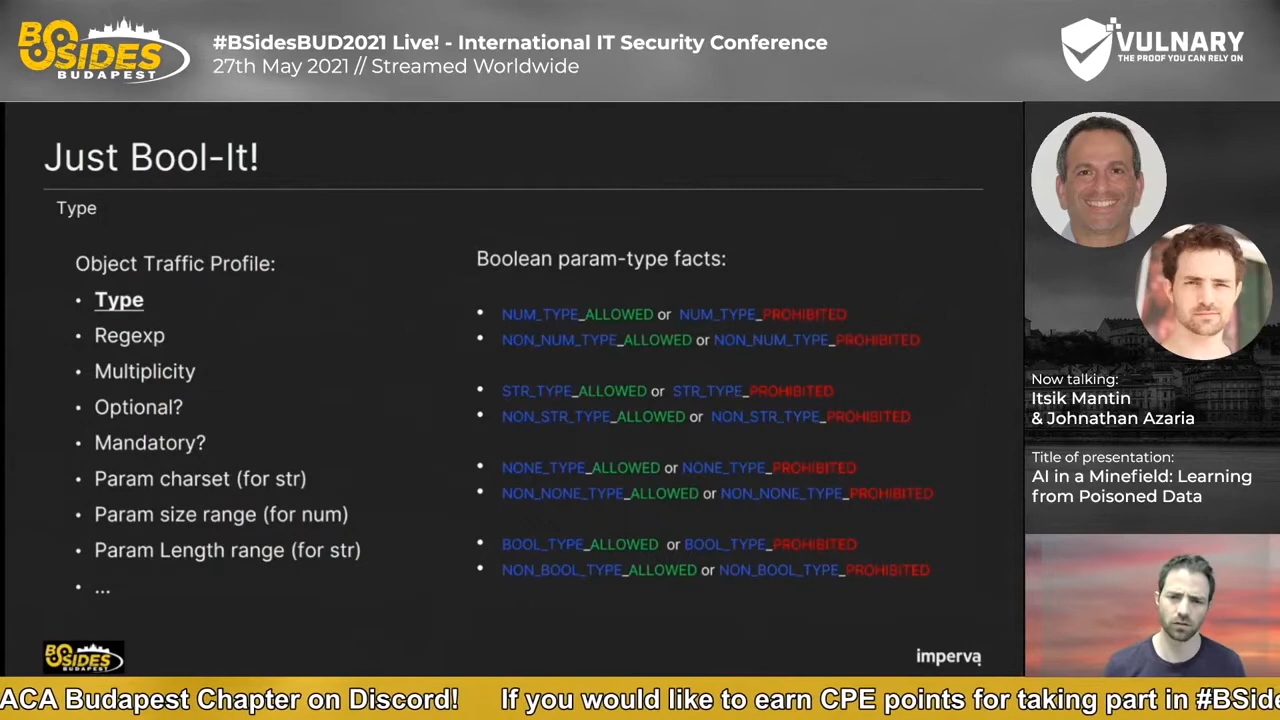 BSIDES
BUDAPEST
#BSidesBUD2021 Live! - International IT Security Conference
27th May 2021 // Streamed Worldwide
VULNARY
THE PROOF YOU CAN RELY ON
Just Bool-It!
Type
Object Traffic Profile:
• Type
• Regexp
• Multiplicity
• Optional?
• Mandatory?
• Param charset (for str)
• Param size range (for num)
• Param Length range (for str)
• ...
Boolean param-type facts:
• NUM_TYPE_ALLOWED or NUM_TYPE_PROHIBITED
• NON_NUM_TYPE_ALLOWED or NON_NUM_TYPE_PROHIBITED
• STR_TYPE_ALLOWED or STR_TYPE_PROHIBITED
• NON_STR_TYPE_ALLOWED or NON_STR_TYPE_PROHIBITED
• NONE_TYPE_ALLOWED or NONE_TYPE_PROHIBITED
• NON_NONE_TYPE_ALLOWED or NON_NONE_TYPE_PROHIBITED
• BOOL_TYPE_ALLOWED or BOOL_TYPE_PROHIBITED
• NON_BOOL_TYPE_ALLOWED or NON_BOOL_TYPE_PROHIBITED
BSIDES
BUDAPEST
imperva
Now talking:
Itsik Mantin
& Johnathan Azaria
Title of presentation:
AI in a Minefield: Learning
from Poisoned Data
ACA Budapest Chapter on Discord! If you would like to earn CPE points for taking part in #BSide